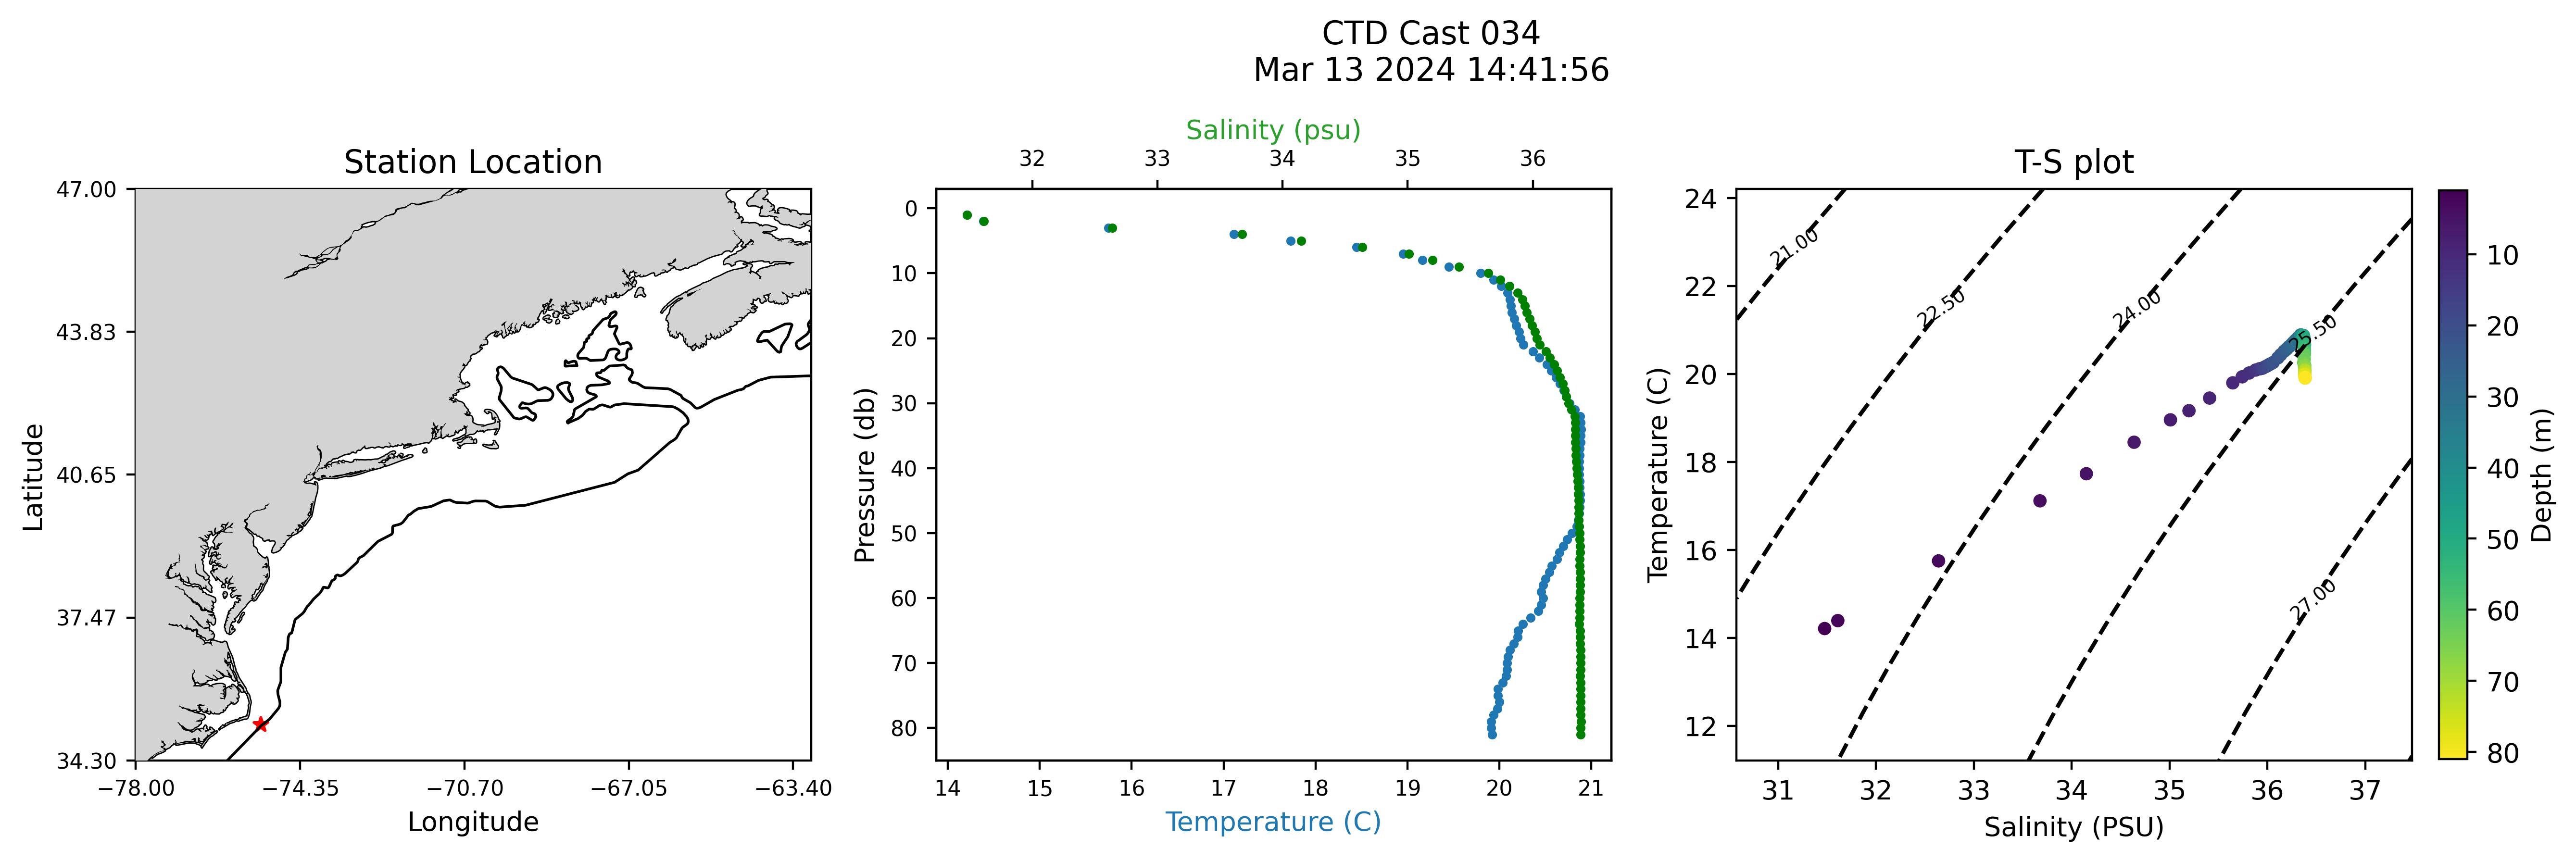 CTD Cast 034
Mar 13 2024 14:41:56
Station Location
47.00
43.83
40.65
37.47
34.30
Latitude
−78.00 −74.35 −70.70 −67.05 −63.40
Longitude
Salinity (psu)
32 33 34 35 36
0
10
20
30
40
50
60
70
80
Pressure (db)
14 15 16 17 18 19 20 21
Temperature (C)
T-S plot
24
22
20
18
16
14
12
Temperature (C)
21.00
22.50
24.00
25.50
27.00
31 32 33 34 35 36 37
Salinity (PSU)
10
20
30
40
50
60
70
80
Depth (m)